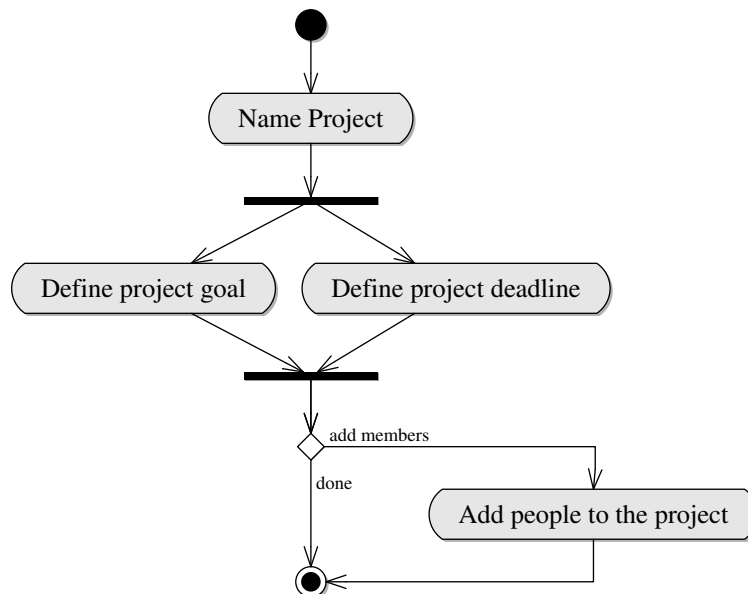 Name Project
Define project goal
Define project deadline
add members
done
Add people to the project